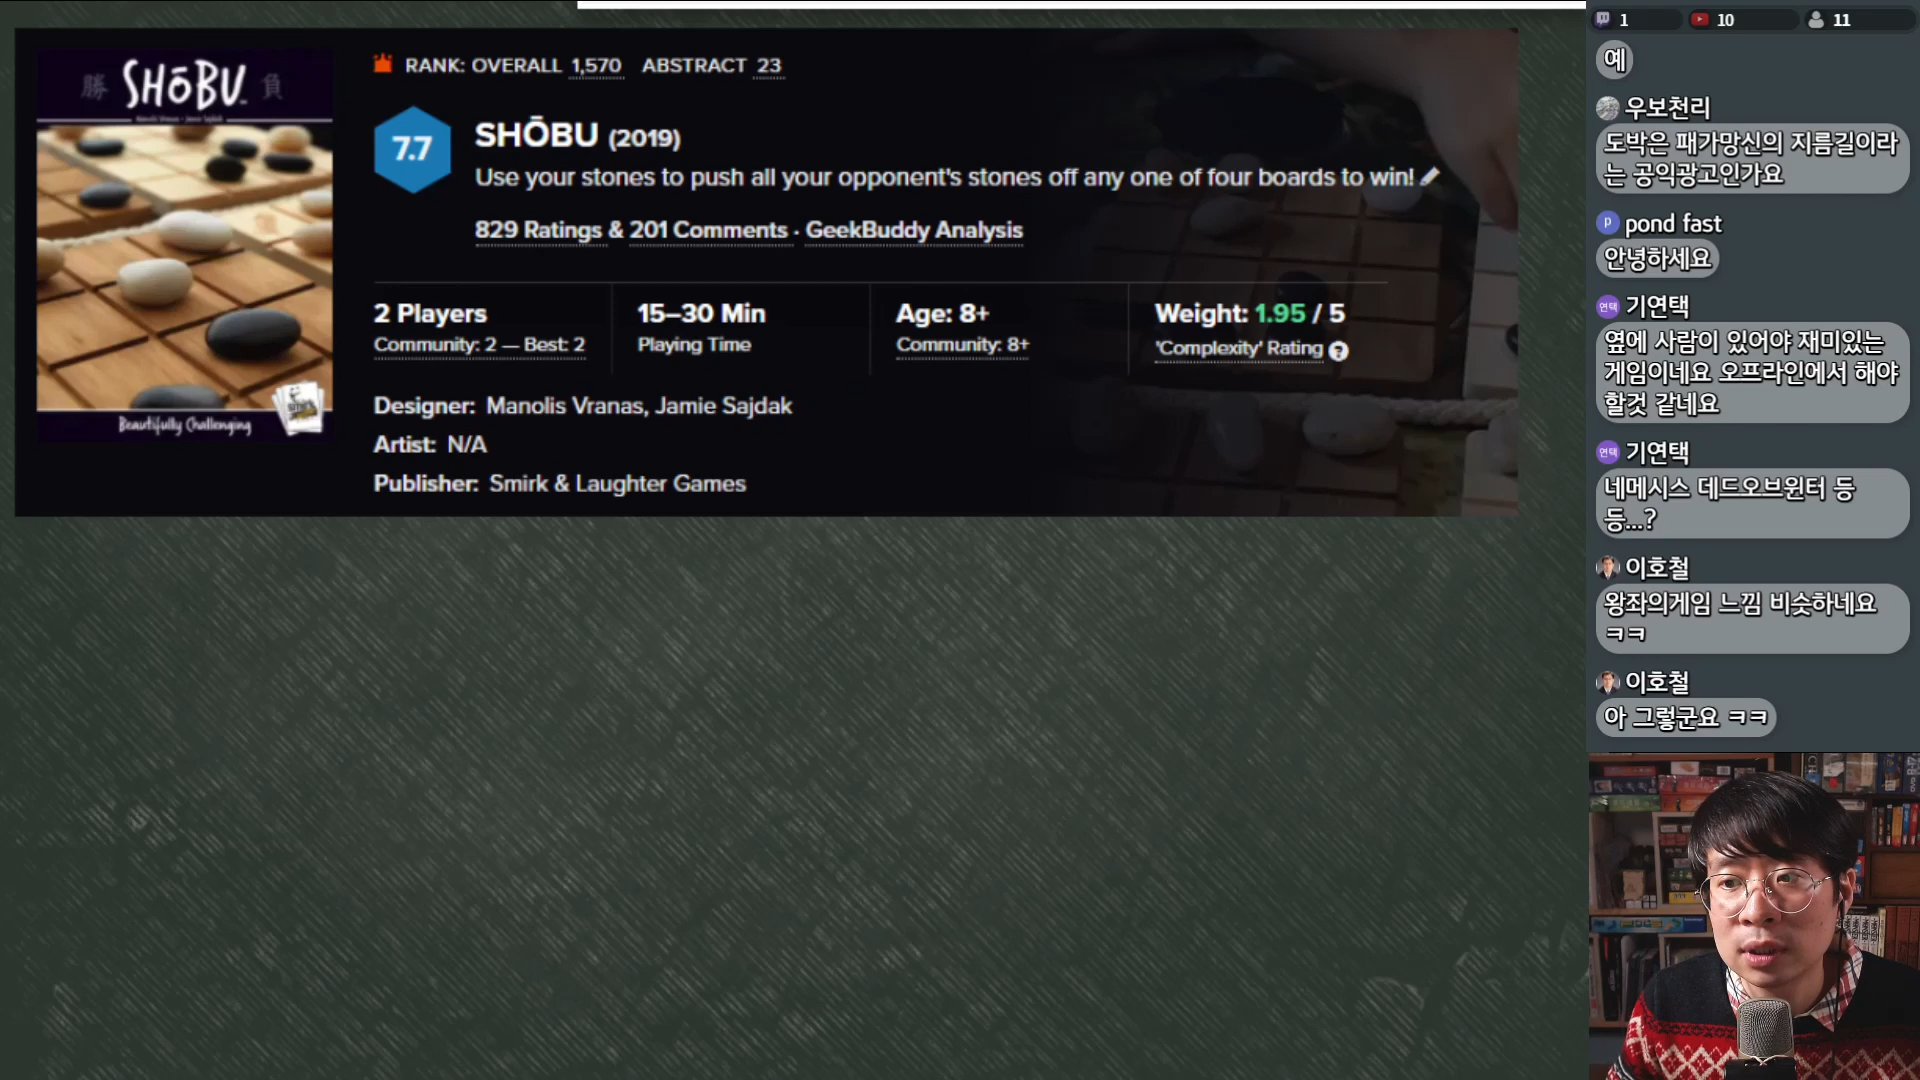 勝 SHōBU 負
Manolis Vranas - Jamie Sajdak
Beautifully Challenging
RANK: OVERALL 1,570 ABSTRACT 23
7.7
SHŌBU (2019)
Use your stones to push all your opponent's stones off any one of four boards to win!
829 Ratings & 201 Comments · GeekBuddy Analysis
2 Players
Community: 2 — Best: 2
15–30 Min
Playing Time
Age: 8+
Community: 8+
Weight: 1.95 / 5
'Complexity' Rating ?
Designer: Manolis Vranas, Jamie Sajdak
Artist: N/A
Publisher: Smirk & Laughter Games
1 10 11
예
우보천리
도박은 패가망신의 지름길이라
는 공익광고인가요
p pond fast
안녕하세요
연택 기연택
옆에 사람이 있어야 재미있는
게임이네요 오프라인에서 해야
할것 같네요
연택 기연택
네메시스 데드오브윈터 등
등...?
이호철
왕좌의게임 느낌 비슷하네요
ㅋㅋ
이호철
아 그렇군요 ㅋㅋ